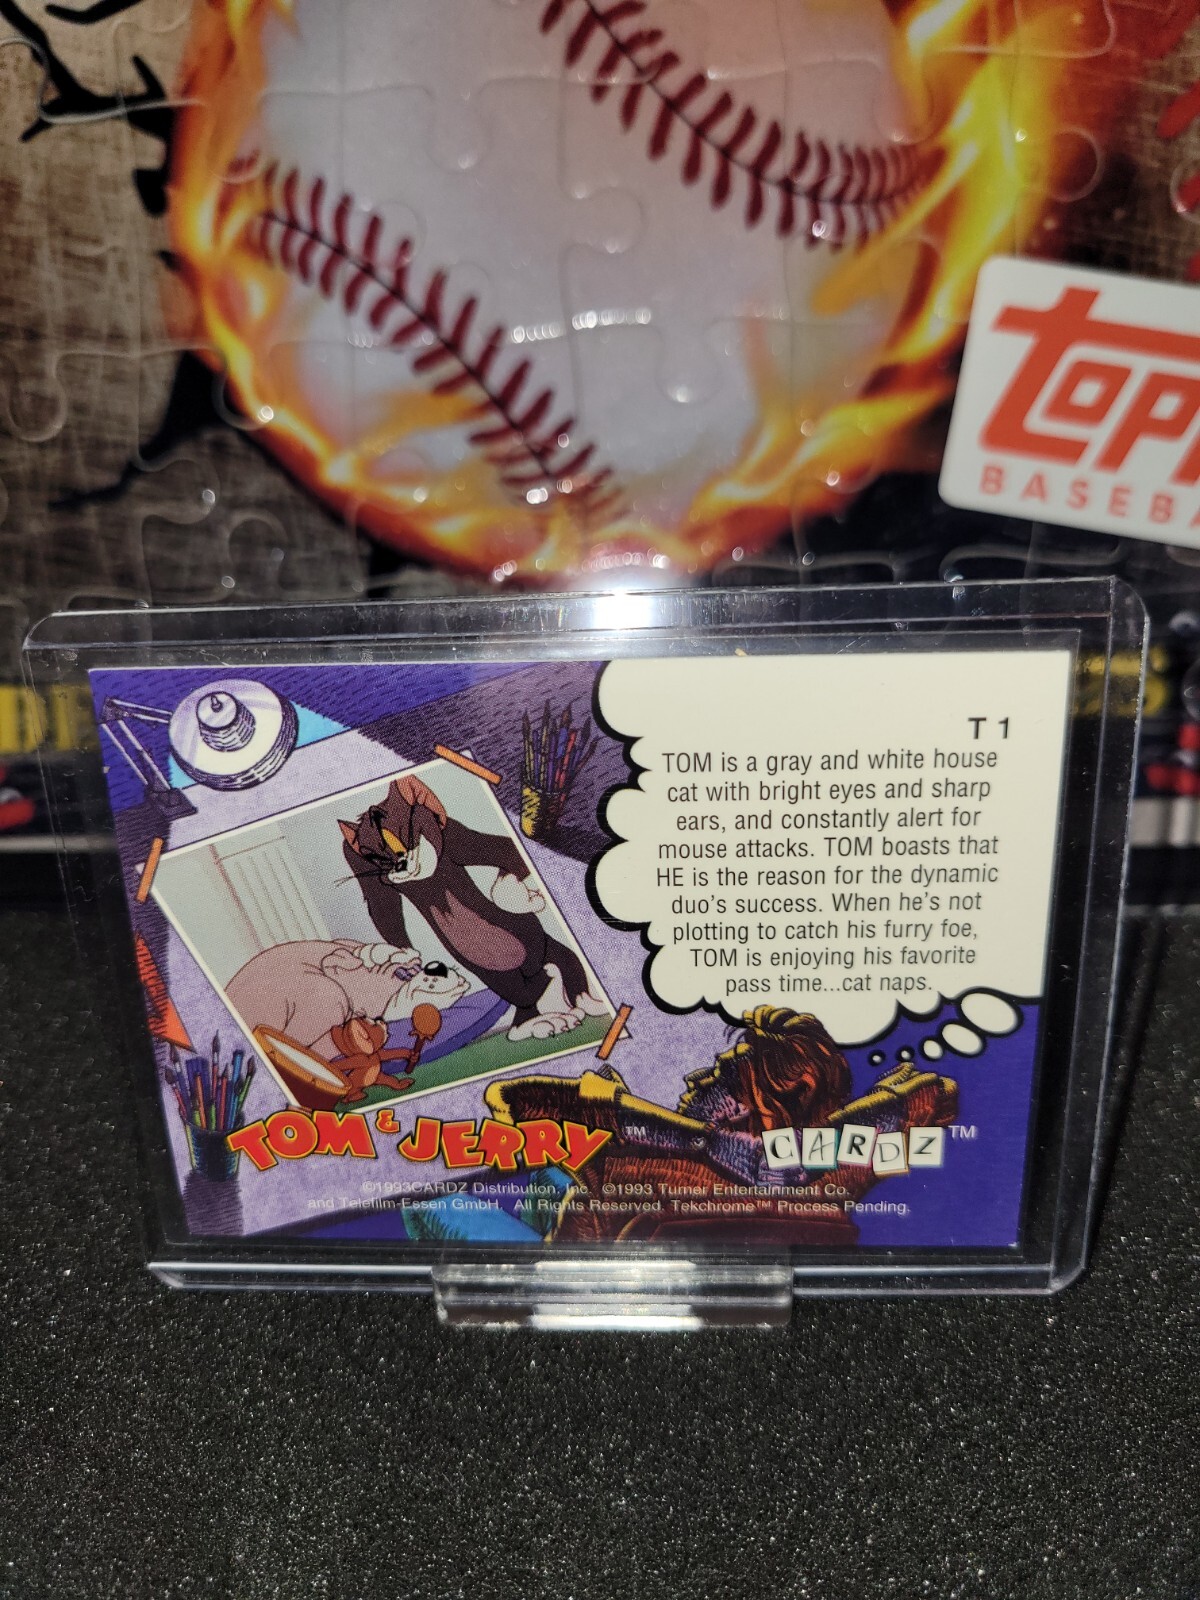 TOPP
BASEBA
T 1
TOM is a gray and white house
cat with bright eyes and sharp
ears, and constantly alert for
mouse attacks. TOM boasts that
HE is the reason for the dynamic
duo's success. When he's not
plotting to catch his furry foe,
TOM is enjoying his favorite
pass time...cat naps.
TOM & JERRY™
CARDZ™
©1993CARDZ Distribution, Inc. ©1993 Turner Entertainment Co.
and Telefilm-Essen GmbH. All Rights Reserved. Tekchrome™ Process Pending.